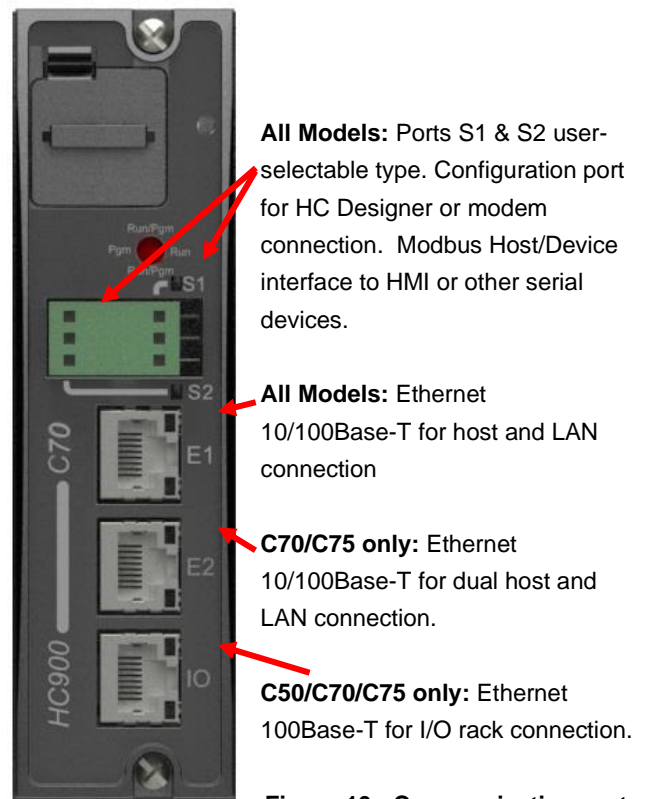 All Models: Ports S1 & S2 user-
selectable type. Configuration port
for HC Designer or modem
connection. Modbus Host/Device
interface to HMI or other serial
devices.
All Models: Ethernet
10/100Base-T for host and LAN
connection
C70/C75 only: Ethernet
10/100Base-T for dual host and
LAN connection.
C50/C70/C75 only: Ethernet
100Base-T for I/O rack connection.
Run/Pgm
Pgm
Run
Run/Pgm
S1
S2
C70
E1
E2
HC900
IO